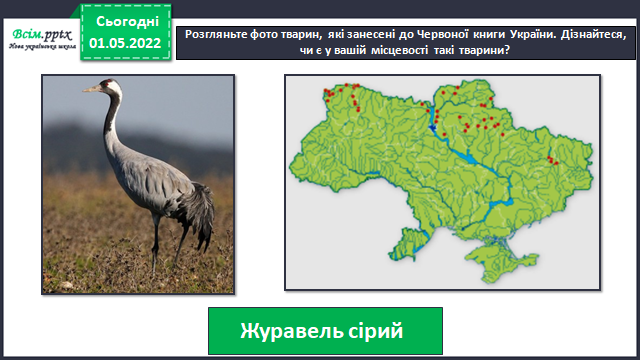 Всім.pptx
Нова українська школа
Сьогодні
01.05.2022
Розгляньте фото тварин, які занесені до Червоної книги України. Дізнайтеся,
чи є у вашій місцевості такі тварини?
Журавель сірий